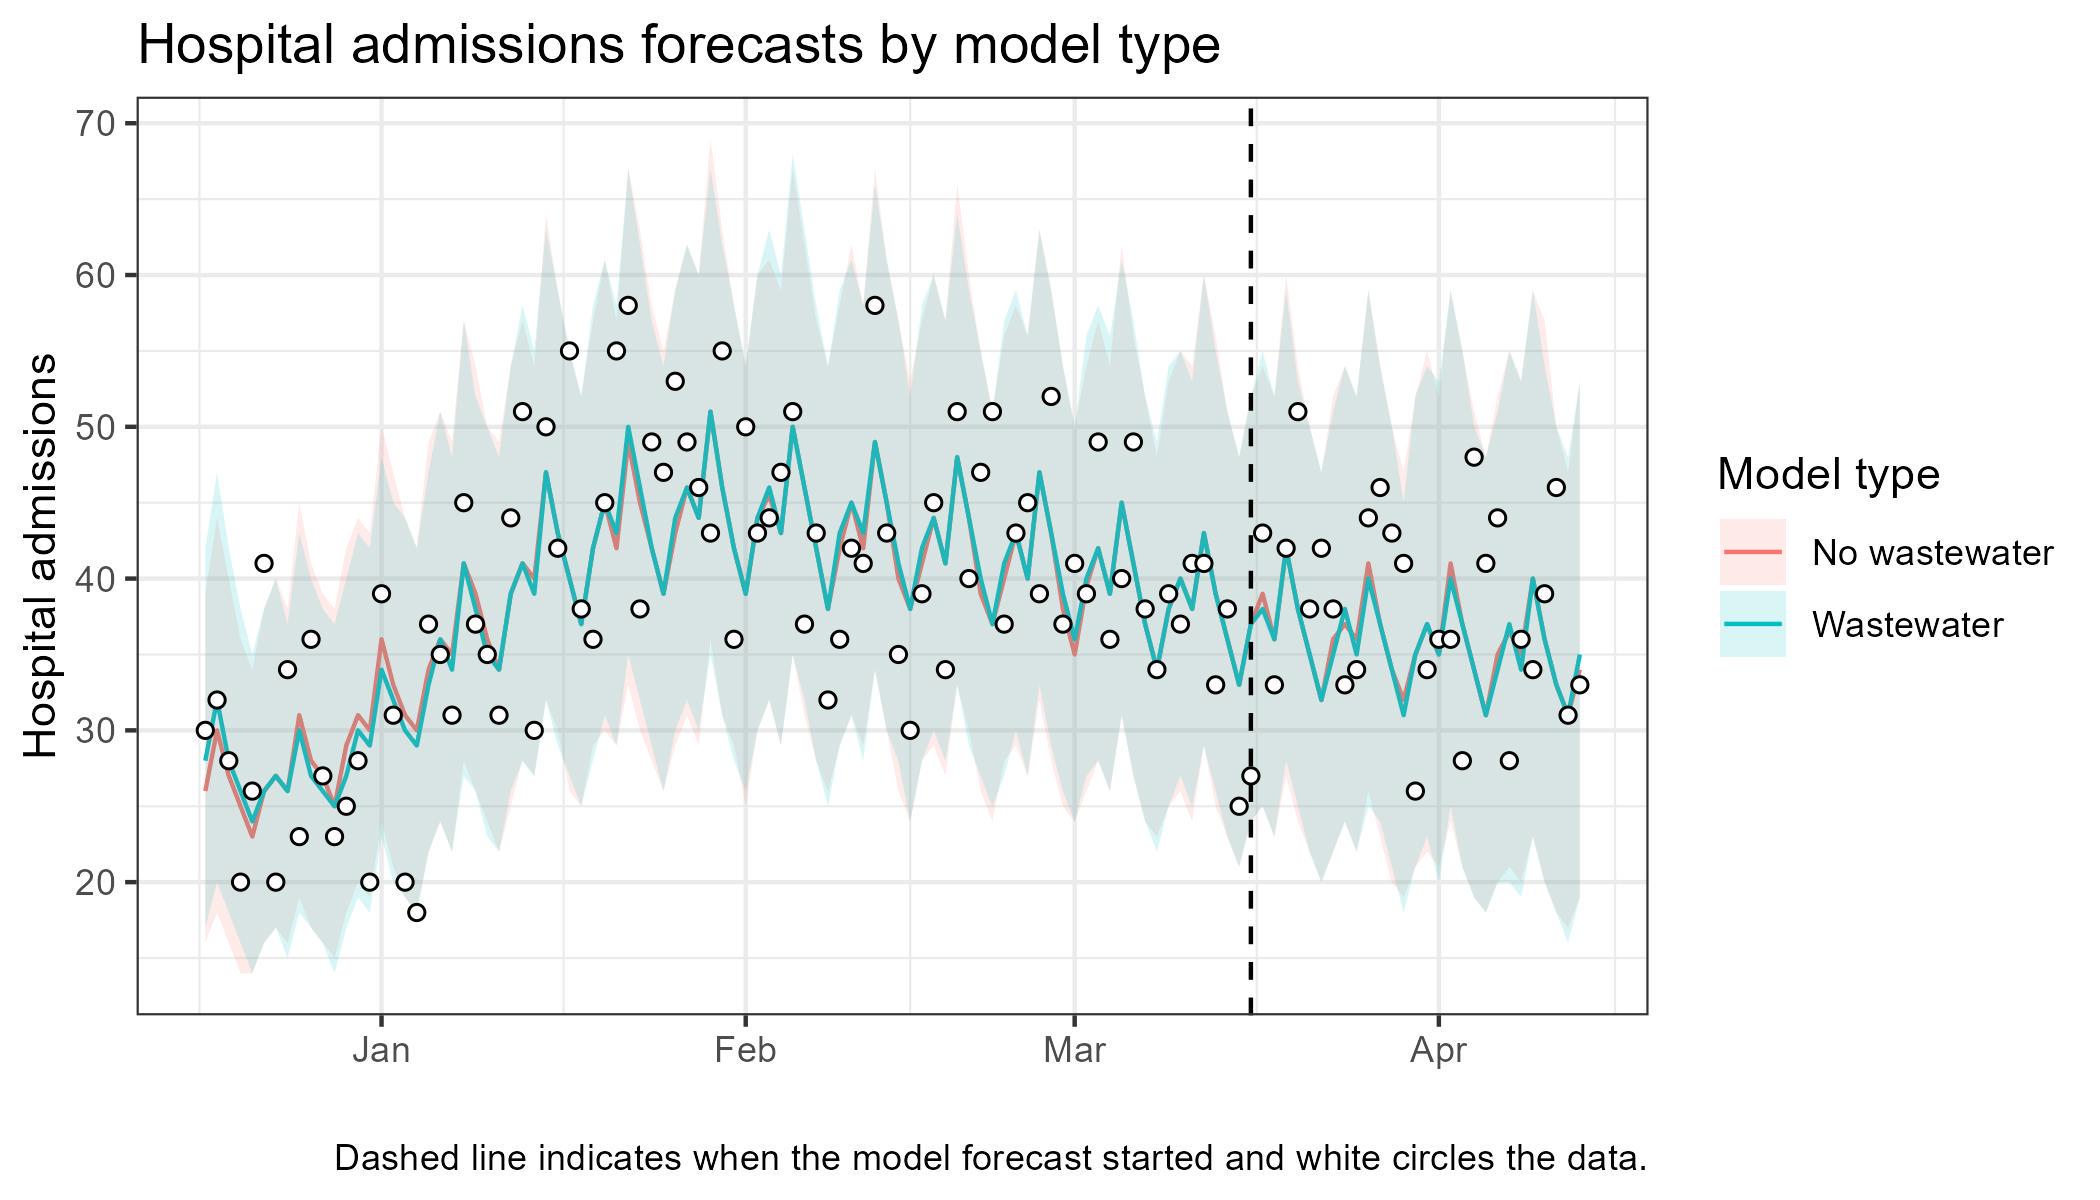 Hospital admissions forecasts by model type
70
60
50
40
30
20
Hospital admissions
Jan Feb Mar Apr
Model type
No wastewater
Wastewater
Dashed line indicates when the model forecast started and white circles the data.